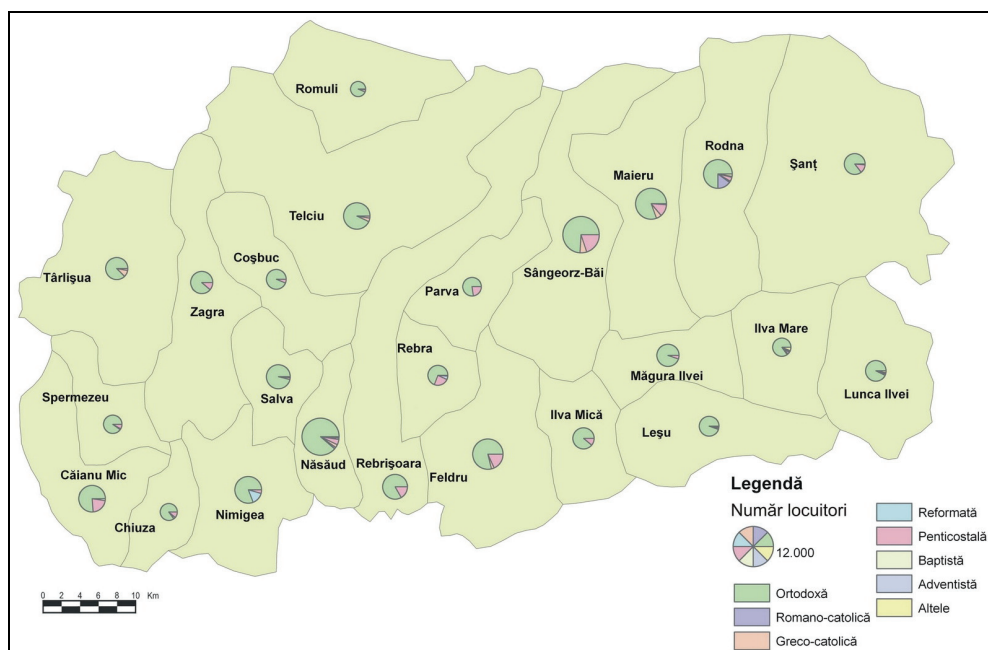 Romuli
Rodna
Şanţ
Maieru
Telciu
Coşbuc
Sângeorz-Băi
Târlişua
Parva
Zagra
Ilva Mare
Rebra
Măgura Ilvei
Lunca Ilvei
Spermezeu
Salva
Ilva Mică
Leşu
Năsăud
Rebrişoara
Feldru
Căianu Mic
Chiuza
Nimigea
Legendă
Număr locuitori
12.000
Ortodoxă
Romano-catolică
Greco-catolică
Reformată
Penticostală
Baptistă
Adventistă
Altele
0 2 4 6 8 10 Km